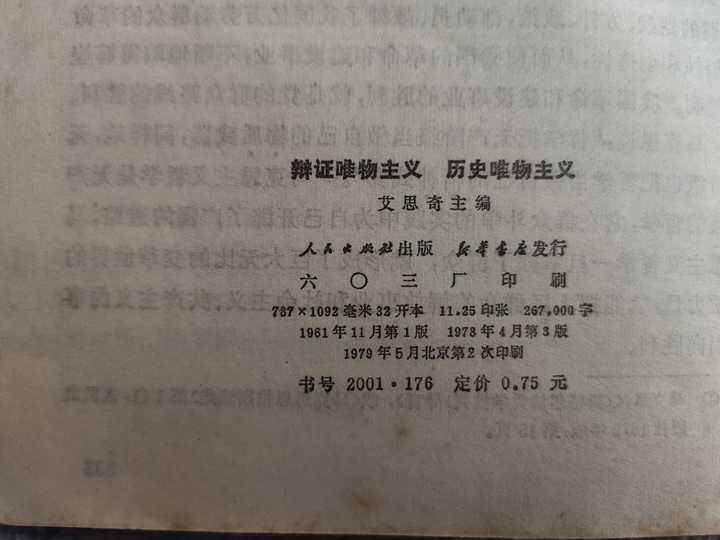 辩证唯物主义　历史唯物主义
艾思奇主编
人民出版社出版　新华书店发行
六〇三厂印刷
787×1092毫米32开本　11.25印张　267,000字
1961年11月第1版　1978年4月第3版
1979年5月北京第2次印刷
书号 2001·176　定价 0.75 元